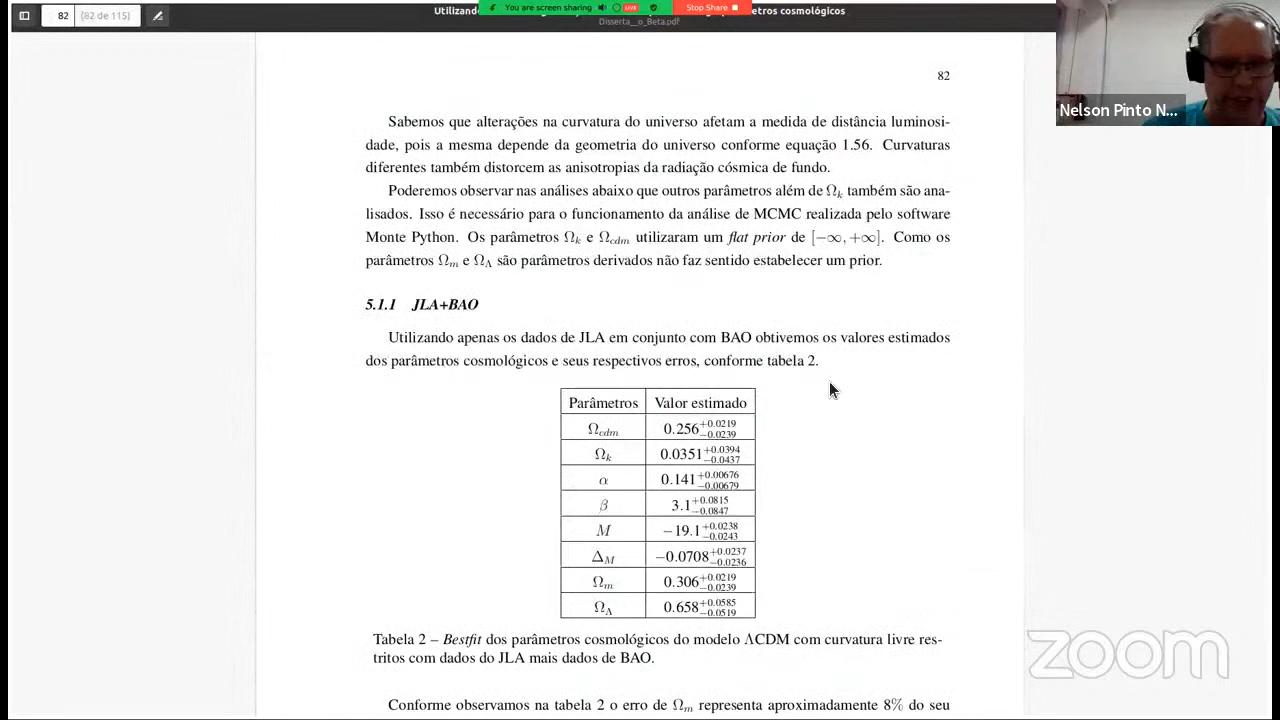 82
(82 de 115)
Utilizando
metros cosmológicos
You are screen sharing
LIVE
Stop Share
Disserta__o_Beta.pdf
Nelson Pinto N...
82
Sabemos que alterações na curvatura do universo afetam a medida de distância luminosi-
dade, pois a mesma depende da geometria do universo conforme equação 1.56. Curvaturas
diferentes também distorcem as anisotropias da radiação cósmica de fundo.
Poderemos observar nas análises abaixo que outros parâmetros além de Ωk também são ana-
lisados. Isso é necessário para o funcionamento da análise de MCMC realizada pelo software
Monte Python. Os parâmetros Ωk e Ωcdm utilizaram um flat prior de [−∞, +∞]. Como os
parâmetros Ωm e ΩΛ são parâmetros derivados não faz sentido estabelecer um prior.
5.1.1 JLA+BAO
Utilizando apenas os dados de JLA em conjunto com BAO obtivemos os valores estimados
dos parâmetros cosmológicos e seus respectivos erros, conforme tabela 2.
Parâmetros Valor estimado
Ωcdm 0.256 +0.0219 −0.0239
Ωk 0.0351 +0.0394 −0.0437
α 0.141 +0.00676 −0.00679
β 3.1 +0.0815 −0.0847
M −19.1 +0.0238 −0.0243
ΔM −0.0708 +0.0237 −0.0236
Ωm 0.306 +0.0219 −0.0239
ΩΛ 0.658 +0.0585 −0.0519
Tabela 2 – Bestfit dos parâmetros cosmológicos do modelo ΛCDM com curvatura livre res-
tritos com dados do JLA mais dados de BAO.
Conforme observamos na tabela 2 o erro de Ωm representa aproximadamente 8% do seu
zoom